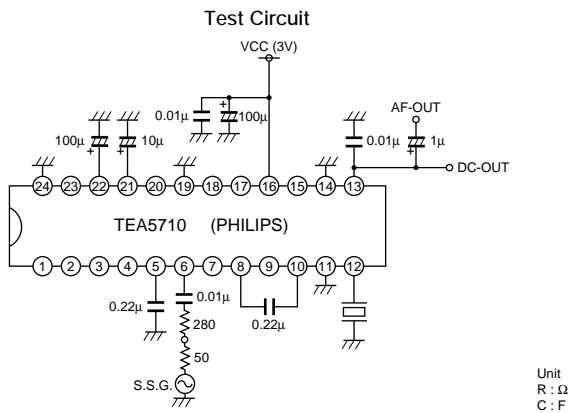 Test Circuit
VCC (3V)
AF-OUT
0.01μ
100μ
100μ
10μ
0.01μ
1μ
DC-OUT
24 23 22 21 20 19 18 17 16 15 14 13
TEA5710 (PHILIPS)
1 2 3 4 5 6 7 8 9 10 11 12
0.22μ
0.01μ
0.22μ
280
50
S.S.G.
Unit
R : Ω
C : F